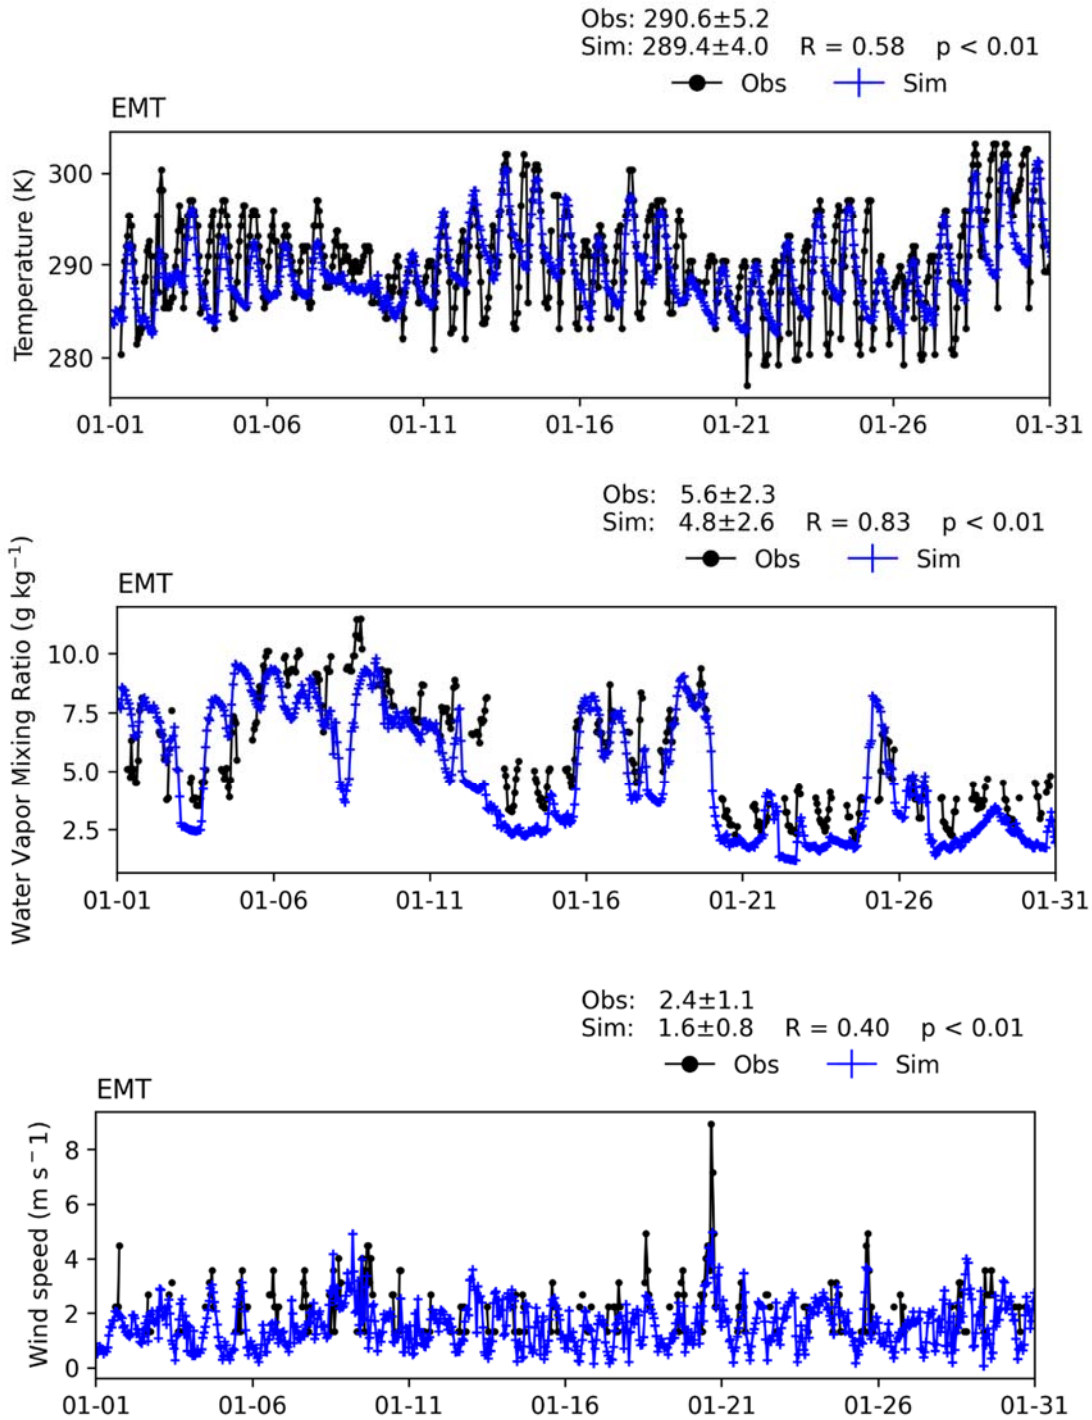 Obs: 290.6±5.2
Sim: 289.4±4.0 R = 0.58 p < 0.01
Obs Sim
EMT
Temperature (K)
300
290
280
01-01 01-06 01-11 01-16 01-21 01-26 01-31
Obs: 5.6±2.3
Sim: 4.8±2.6 R = 0.83 p < 0.01
Obs Sim
EMT
Water Vapor Mixing Ratio (g kg⁻¹)
10.0
7.5
5.0
2.5
01-01 01-06 01-11 01-16 01-21 01-26 01-31
Obs: 2.4±1.1
Sim: 1.6±0.8 R = 0.40 p < 0.01
Obs Sim
EMT
Wind speed (m s⁻1)
8
6
4
2
0
01-01 01-06 01-11 01-16 01-21 01-26 01-31